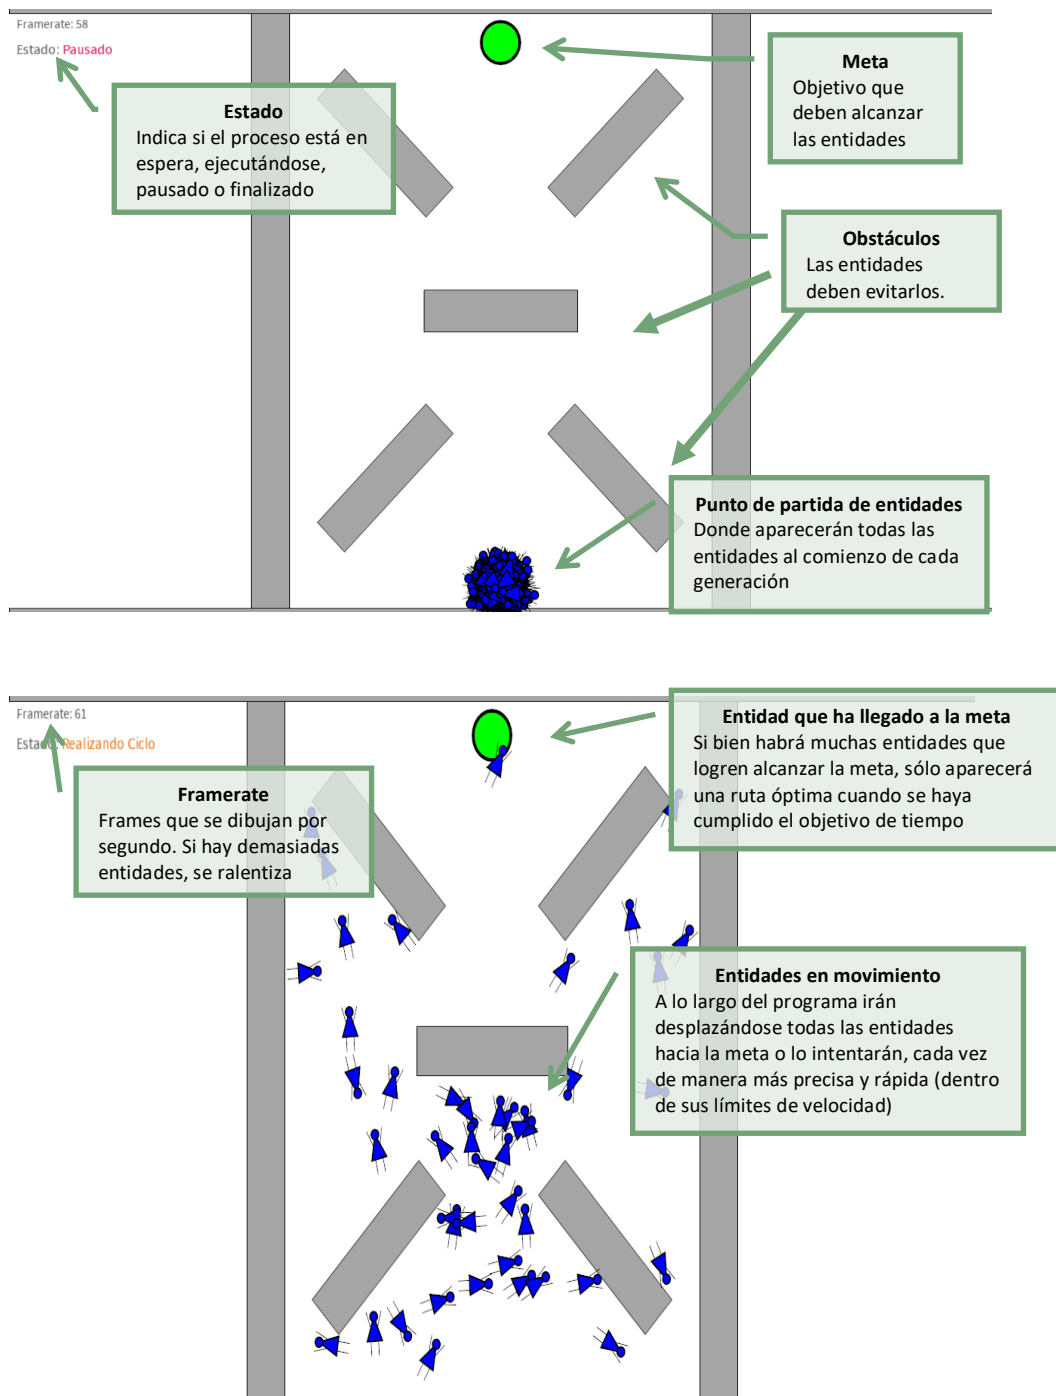 Framerate: 58
Estado: Pausado
Meta
Objetivo que
deben alcanzar
las entidades
Estado
Indica si el proceso está en
espera, ejecutándose,
pausado o finalizado
Obstáculos
Las entidades
deben evitarlos.
Punto de partida de entidades
Donde aparecerán todas las
entidades al comienzo de cada
generación
Framerate: 61
Estado: Realizando Ciclo
Entidad que ha llegado a la meta
Si bien habrá muchas entidades que
logren alcanzar la meta, sólo aparecerá
una ruta óptima cuando se haya
cumplido el objetivo de tiempo
Framerate
Frames que se dibujan por
segundo. Si hay demasiadas
entidades, se ralentiza
Entidades en movimiento
A lo largo del programa irán
desplazándose todas las entidades
hacia la meta o lo intentarán, cada vez
de manera más precisa y rápida (dentro
de sus límites de velocidad)